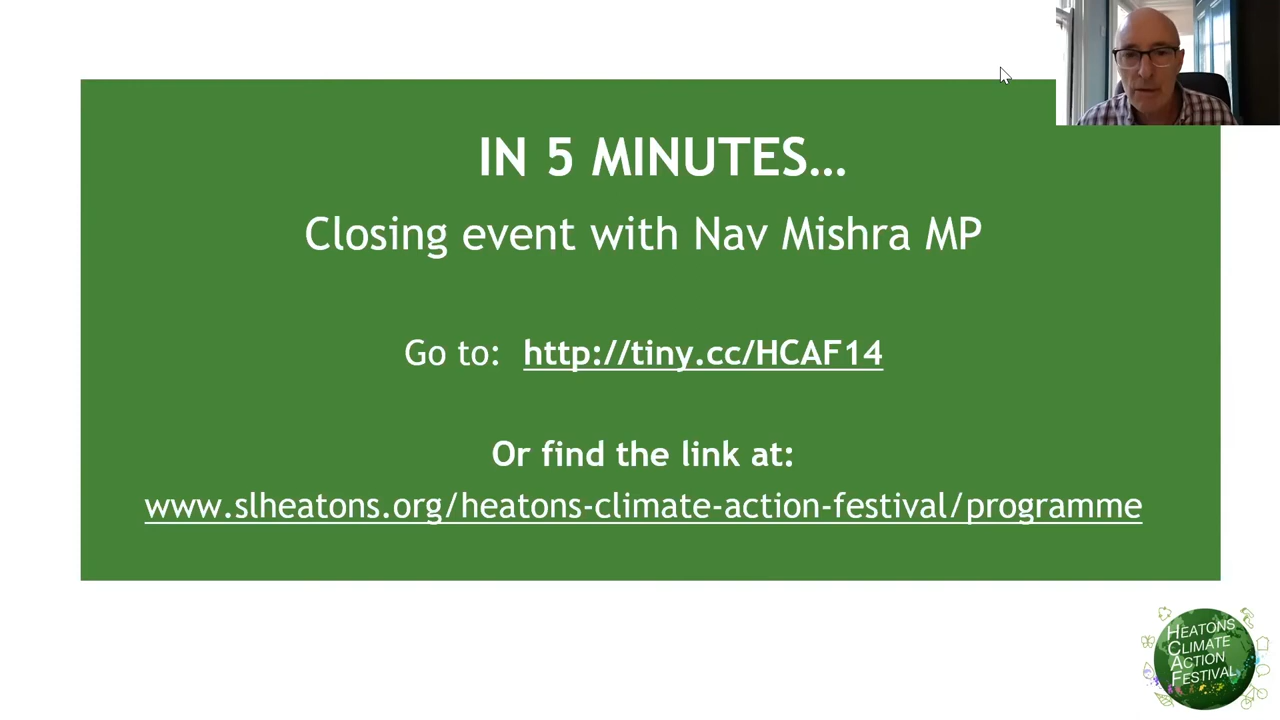 IN 5 MINUTES…
Closing event with Nav Mishra MP
Go to: http://tiny.cc/HCAF14
Or find the link at:
www.slheatons.org/heatons-climate-action-festival/programme
HEATONS
CLIMATE
ACTION
FESTIVAL